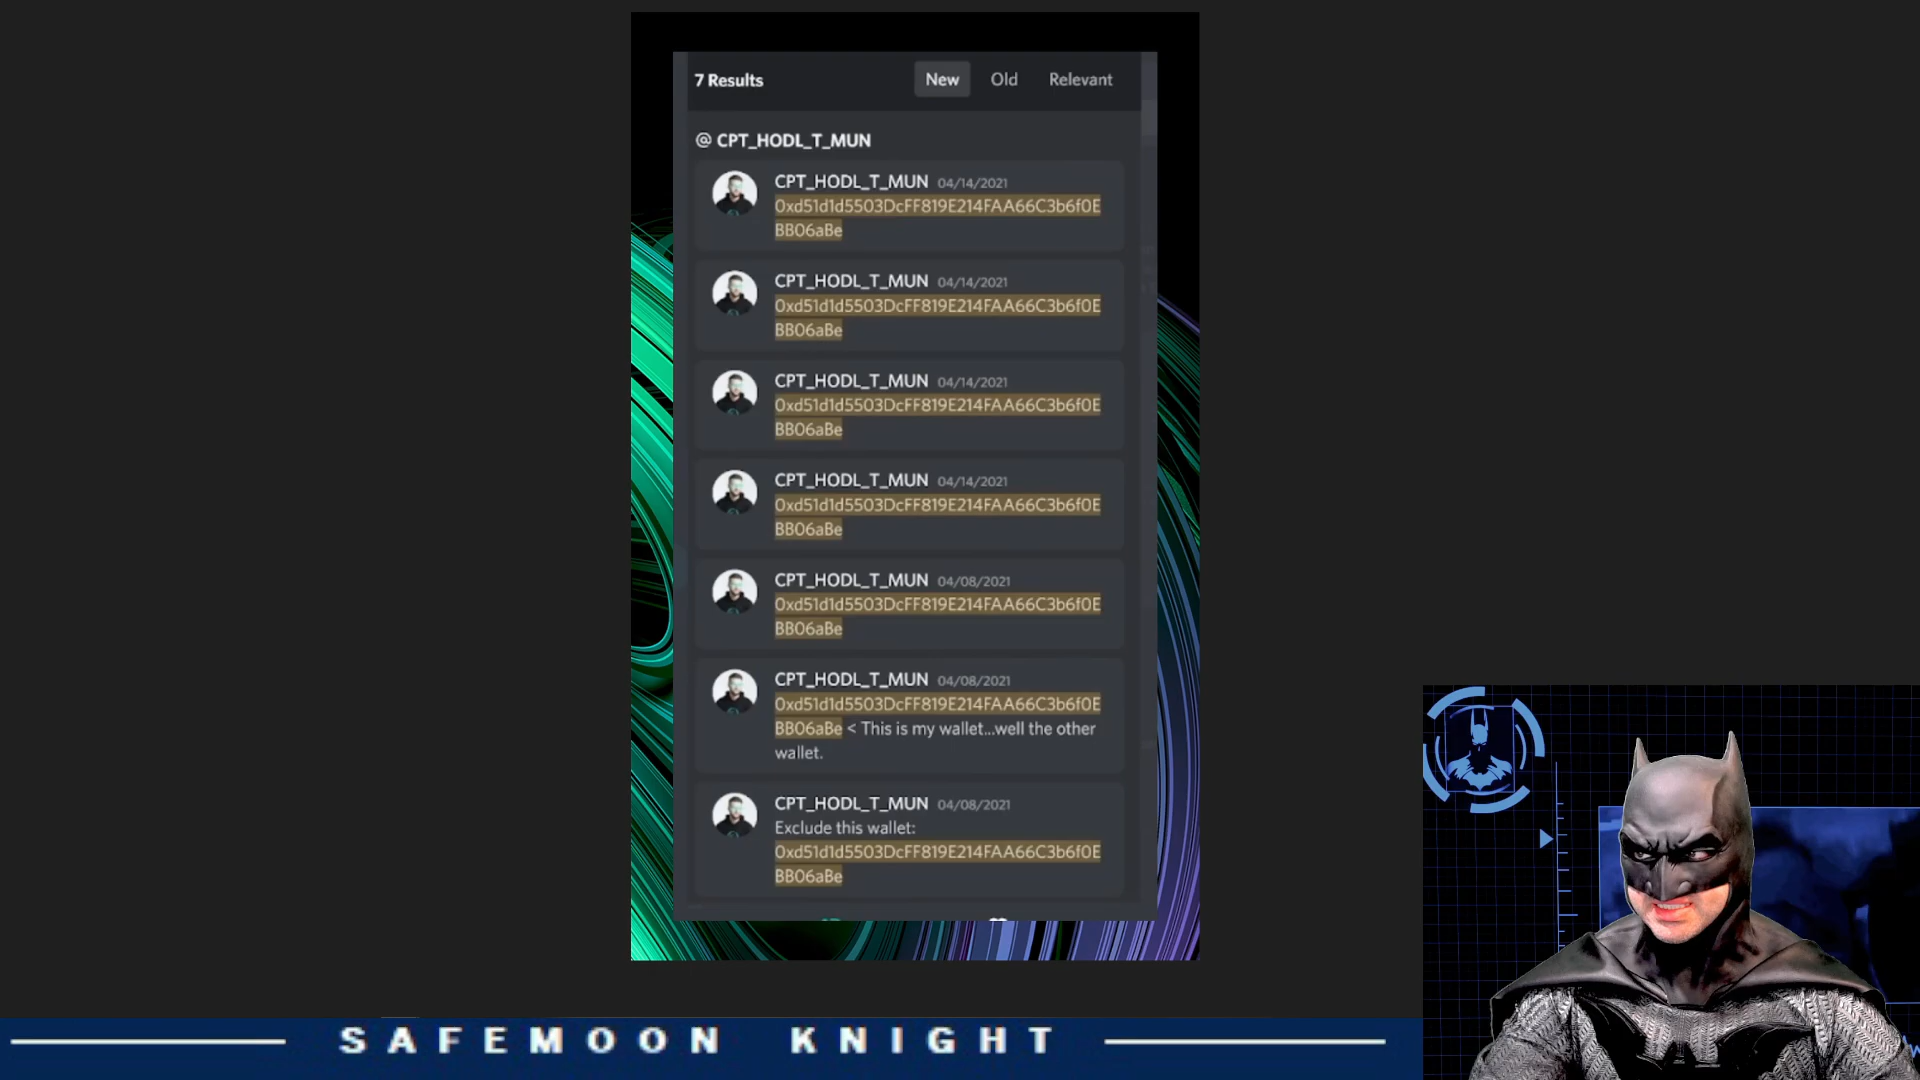 7 Results
New
Old
Relevant
@ CPT_HODL_T_MUN
CPT_HODL_T_MUN 04/14/2021
0xd51d1d5503DcFF819E214FAA66C3b6f0E
BB06aBe
CPT_HODL_T_MUN 04/14/2021
0xd51d1d5503DcFF819E214FAA66C3b6f0E
BB06aBe
CPT_HODL_T_MUN 04/14/2021
0xd51d1d5503DcFF819E214FAA66C3b6f0E
BB06aBe
CPT_HODL_T_MUN 04/14/2021
0xd51d1d5503DcFF819E214FAA66C3b6f0E
BB06aBe
CPT_HODL_T_MUN 04/08/2021
0xd51d1d5503DcFF819E214FAA66C3b6f0E
BB06aBe
CPT_HODL_T_MUN 04/08/2021
0xd51d1d5503DcFF819E214FAA66C3b6f0E
BB06aBe < This is my wallet...well the other
wallet.
CPT_HODL_T_MUN 04/08/2021
Exclude this wallet:
0xd51d1d5503DcFF819E214FAA66C3b6f0E
BB06aBe
SAFEMOON KNIGHT